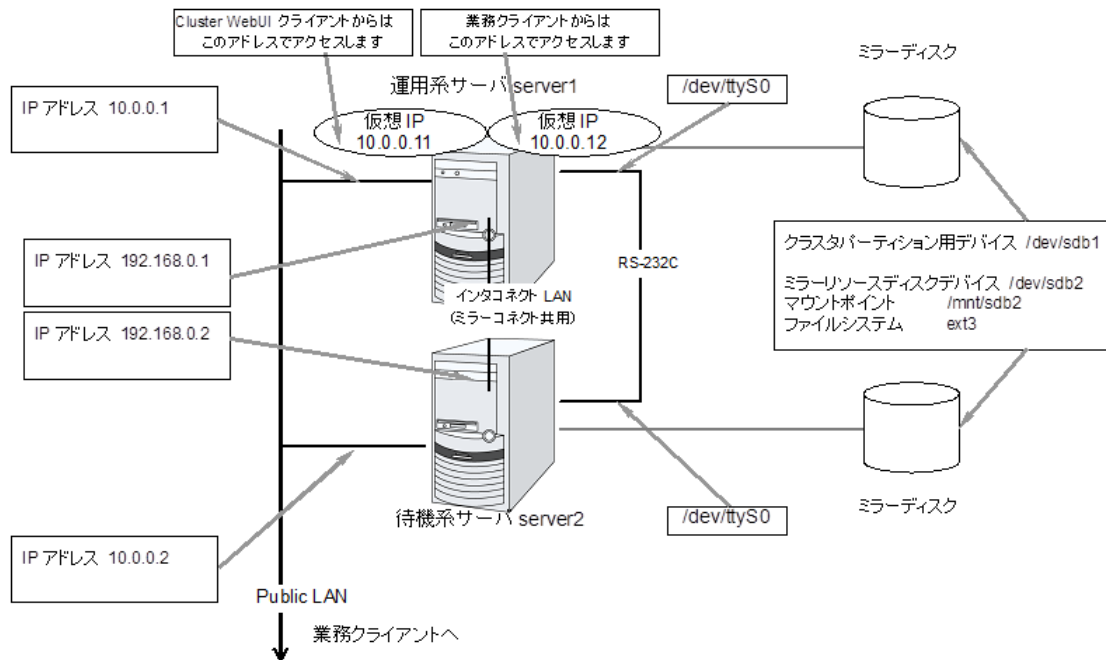 Cluster WebUI クライアントからは
このアドレスでアクセスします
業務クライアントからは
このアドレスでアクセスします
ミラーディスク
運用系サーバ server1
/dev/ttyS0
IP アドレス 10.0.0.1
仮想 IP
10.0.0.11
仮想 IP
10.0.0.12
クラスタパーティション用デバイス /dev/sdb1
IP アドレス 192.168.0.1
RS-232C
ミラーリソースディスクデバイス /dev/sdb2
マウントポイント /mnt/sdb2
ファイルシステム ext3
インタコネクト LAN
(ミラーコネクト共用)
IP アドレス 192.168.0.2
ミラーディスク
待機系サーバ server2
/dev/ttyS0
IP アドレス 10.0.0.2
Public LAN
業務クライアントへ